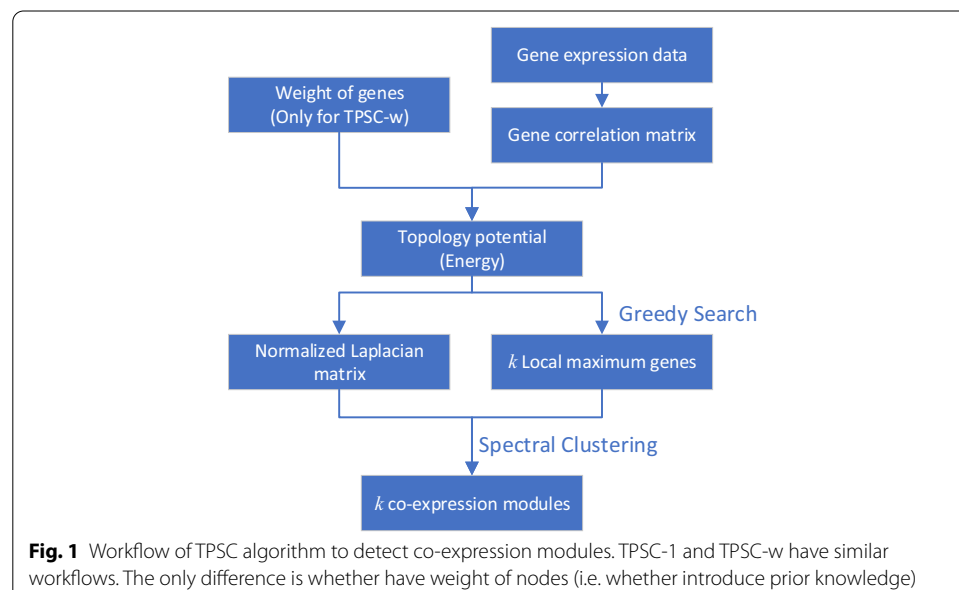 Gene expression data
Weight of genes
(Only for TPSC-w)
Gene correlation matrix
Topology potential
(Energy)
Greedy Search
Normalized Laplacian
matrix
k Local maximum genes
Spectral Clustering
k co-expression modules
Fig. 1 Workflow of TPSC algorithm to detect co-expression modules. TPSC-1 and TPSC-w have similar
workflows. The only difference is whether have weight of nodes (i.e. whether introduce prior knowledge)